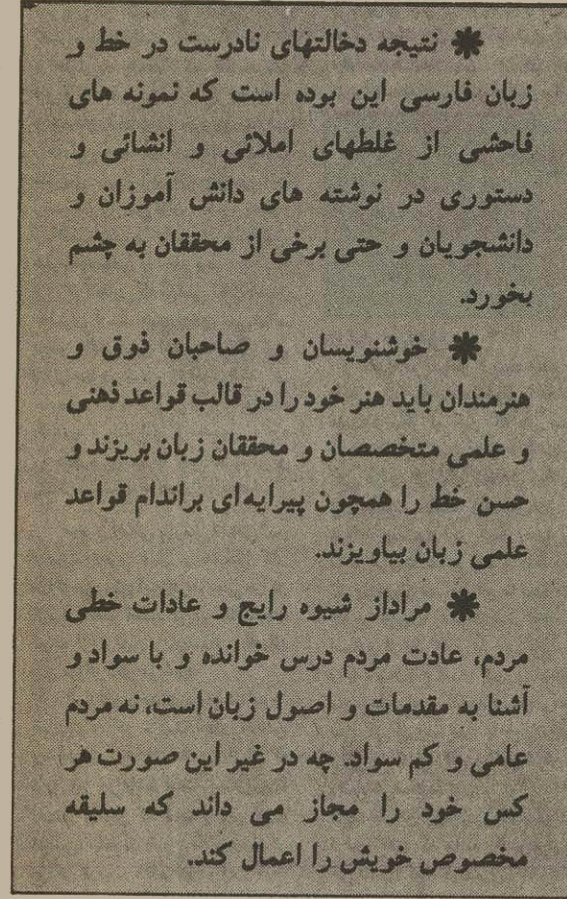 ❋ نتیجه دخالتهای نادرست در خط و
زبان فارسی این بوده است که نمونه های
فاحشی از غلطهای املائی و انشائی و
دستوری در نوشته های دانش آموزان و
دانشجویان و حتی برخی از محققان به چشم
بخورد.
❋ خوشنویسان و صاحبان ذوق و
هنرمندان باید هنر خود را در قالب قواعد ذهنی
و علمی متخصصان و محققان زبان بریزند و
حسن خط را همچون پیرایه ای براندام قواعد
علمی زبان بیاویزند.
❋ مراداز شیوه رایج و عادات خطی
مردم، عادت مردم درس خوانده و با سواد و
آشنا به مقدمات و اصول زبان است، نه مردم
عامی و کم سواد. چه در غیر این صورت هر
کس خود را مجاز می داند که سلیقه
مخصوص خویش را اعمال کند.